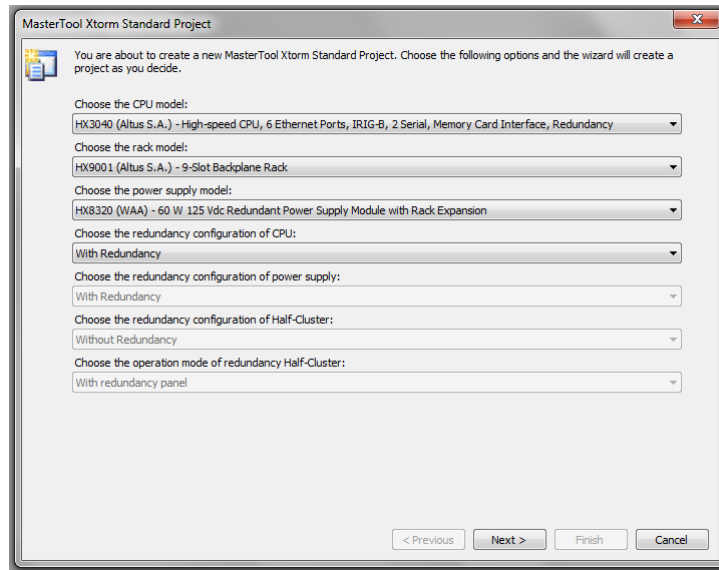 MasterTool Xtorm Standard Project
You are about to create a new MasterTool Xtorm Standard Project. Choose the following options and the wizard will create a
project as you decide.
Choose the CPU model:
HX3040 (Altus S.A.) - High-speed CPU, 6 Ethernet Ports, IRIG-B, 2 Serial, Memory Card Interface, Redundancy
Choose the rack model:
HX9001 (Altus S.A.) - 9-Slot Backplane Rack
Choose the power supply model:
HX8320 (WAA) - 60 W 125 Vdc Redundant Power Supply Module with Rack Expansion
Choose the redundancy configuration of CPU:
With Redundancy
Choose the redundancy configuration of power supply:
With Redundancy
Choose the redundancy configuration of Half-Cluster:
Without Redundancy
Choose the operation mode of redundancy Half-Cluster:
With redundancy panel
< Previous Next > Finish Cancel